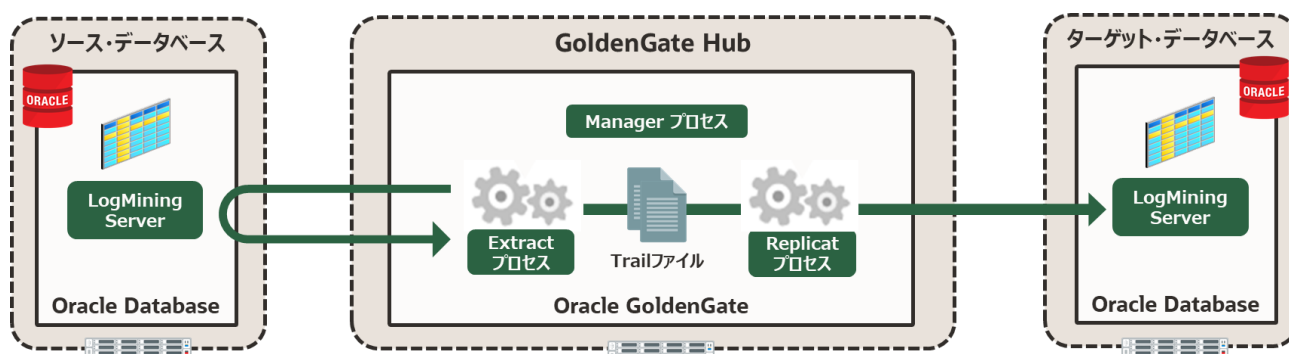 ソース・データベース
ORACLE
LogMining
Server
Oracle Database
GoldenGate Hub
Manager プロセス
Extract
プロセス
Trailファイル
Replicat
プロセス
Oracle GoldenGate
ターゲット・データベース
ORACLE
LogMining
Server
Oracle Database